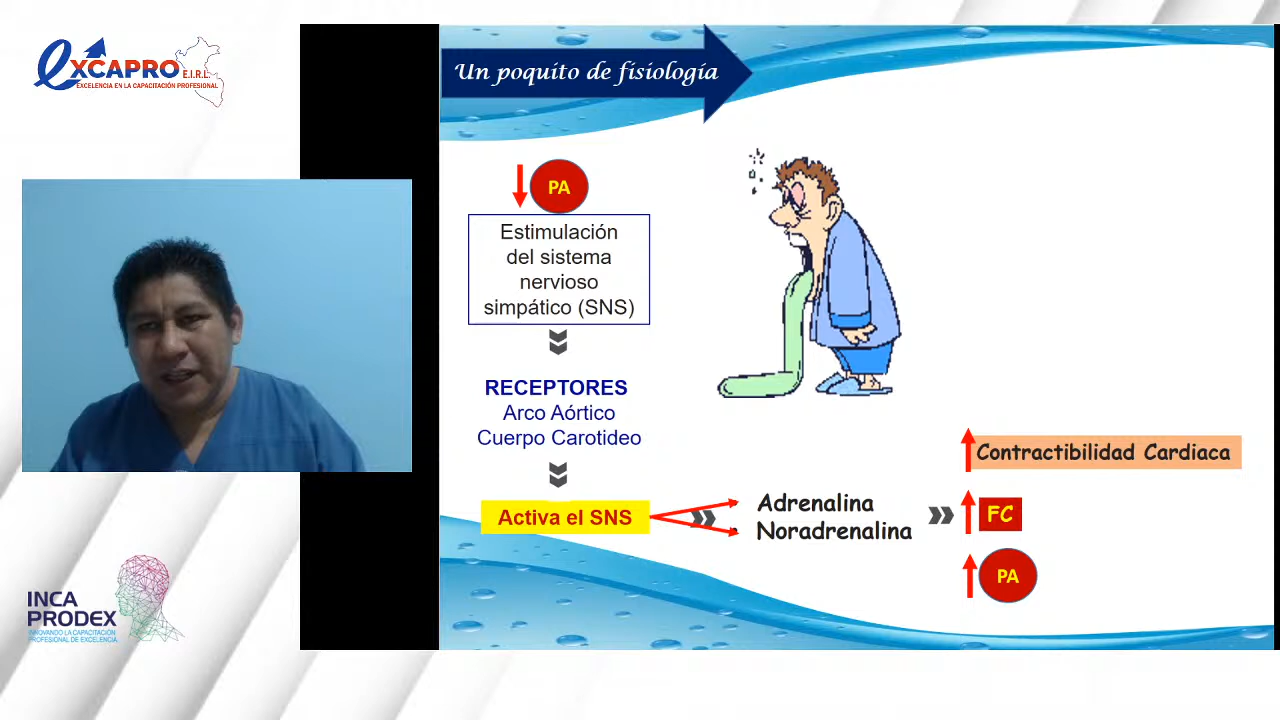 excapro E.I.R.L.
EXCELENCIA EN LA CAPACITACIÓN PROFESIONAL
Un poquito de fisiología
PA
Estimulación
del sistema
nervioso
simpático (SNS)
RECEPTORES
Arco Aórtico
Cuerpo Carotideo
Activa el SNS
Adrenalina
Noradrenalina
Contractibilidad Cardiaca
FC
PA
INCA
PRODEX
INNOVANDO LA CAPACITACIÓN
PROFESIONAL DE EXCELENCIA